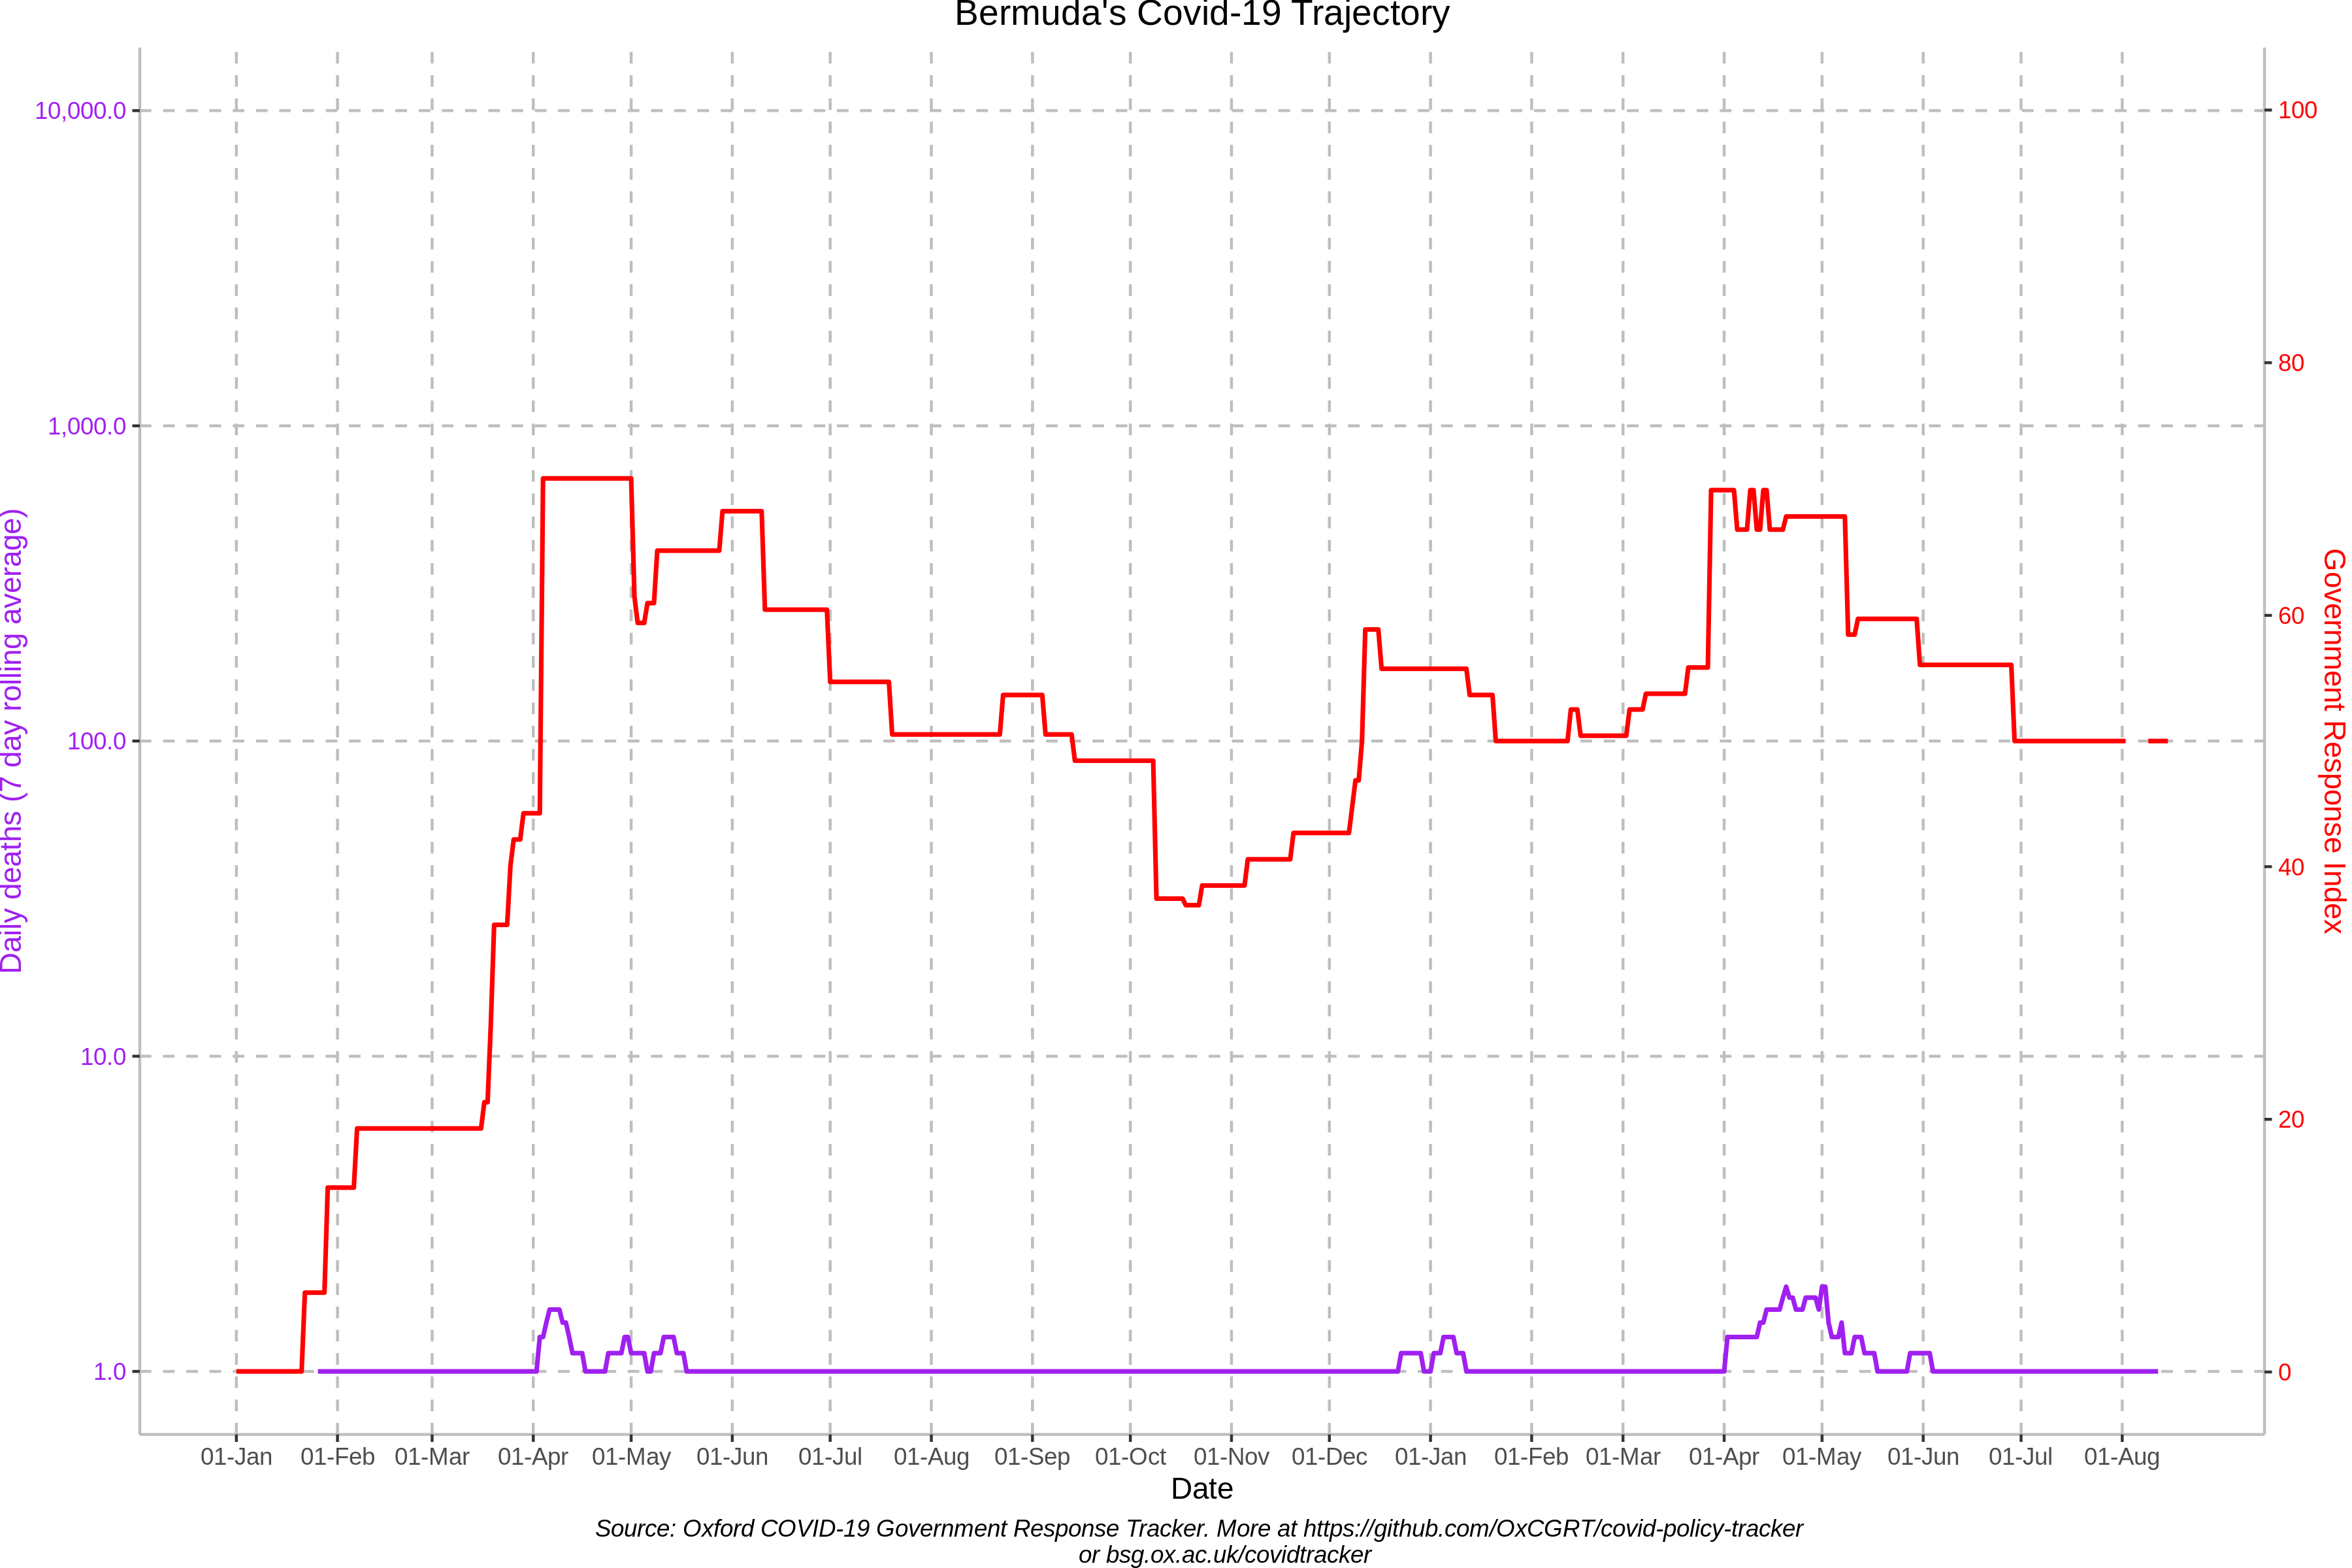 Bermuda's Covid-19 Trajectory
Daily deaths (7 day rolling average)
10,000.0
1,000.0
100.0
10.0
1.0
100
80
60
40
20
0
Government Response Index
01-Jan 01-Feb 01-Mar 01-Apr 01-May 01-Jun 01-Jul 01-Aug 01-Sep 01-Oct 01-Nov 01-Dec 01-Jan 01-Feb 01-Mar 01-Apr 01-May 01-Jun 01-Jul 01-Aug
Date
Source: Oxford COVID-19 Government Response Tracker. More at https://github.com/OxCGRT/covid-policy-tracker
or bsg.ox.ac.uk/covidtracker